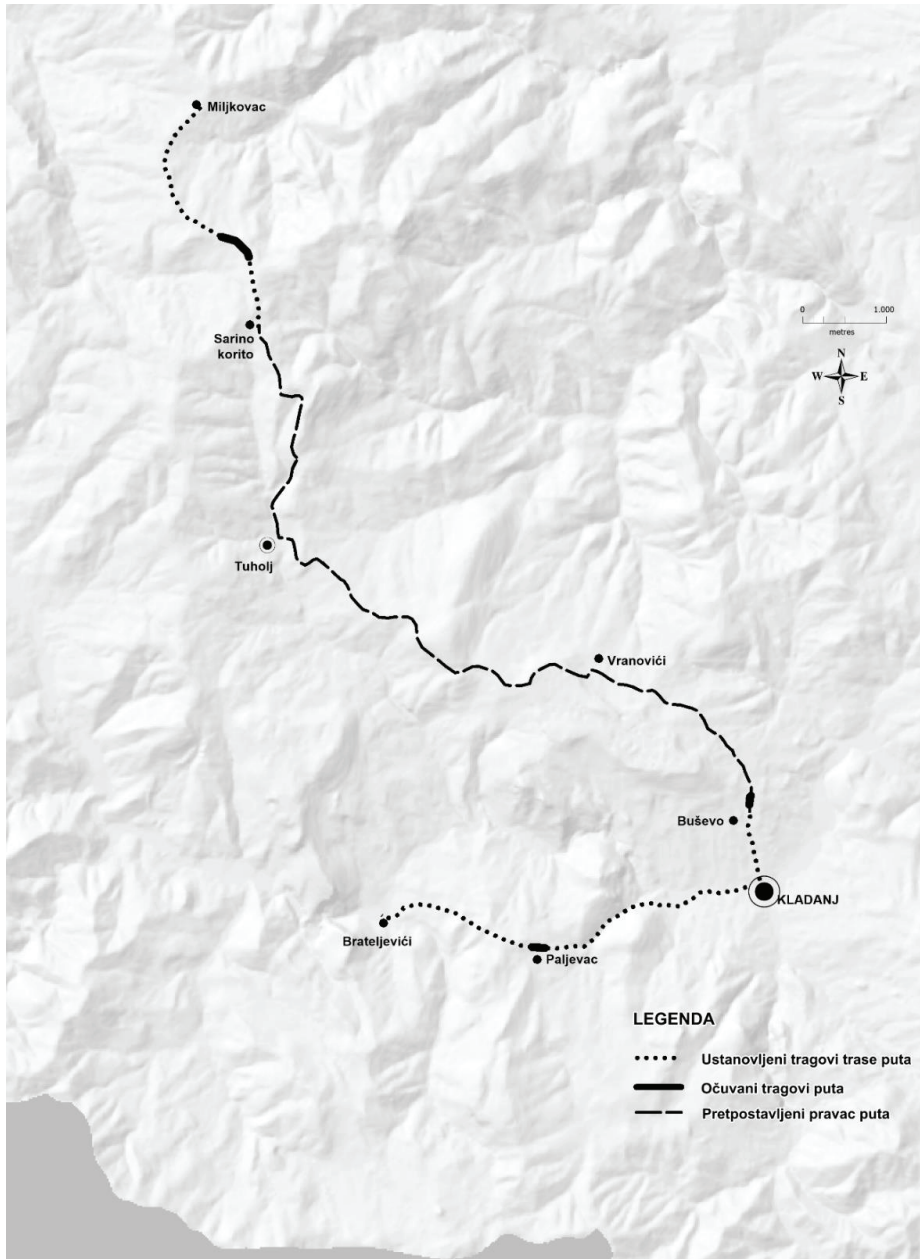 Miljkovac
0 1.000
metres
Sarino
korito
N
W E
S
Tuholj
Vranovići
Buševo
KLADANJ
Brateljevići
Paljevac
LEGENDA
Ustanovljeni tragovi trase puta
Očuvani tragovi puta
Pretpostavljeni pravac puta